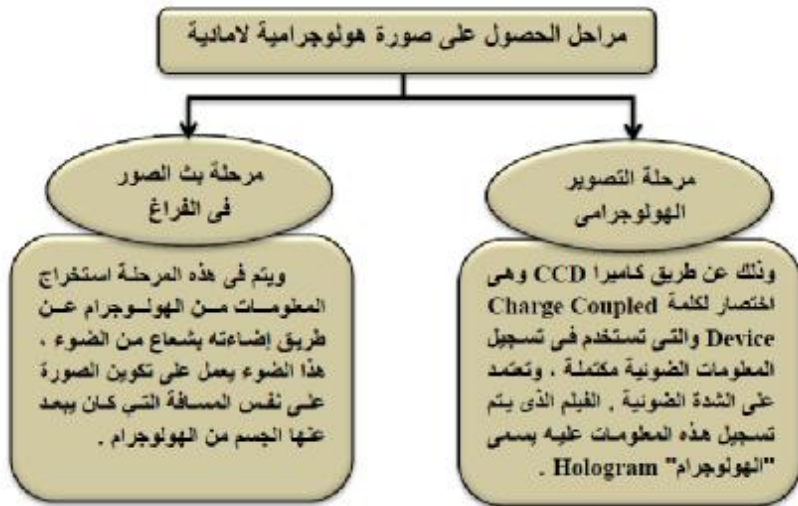 مراحل الحصول على صورة هولوجرامية لامادية
مرحلة التصوير
الهولوجرامى
وذلك عن طريق كاميرا CCD وهى
اختصار لكلمة Charge Coupled
Device والتى تستخدم فى تسجيل
المعلومات الضوئية مكتملة ، وتعتمد
على الشدة الضوئية . الفيلم الذى يتم
تسجيل هذه المعلومات عليه يسمى
"الهولوجرام" Hologram .
مرحلة بث الصور
فى الفراغ
ويتم فى هذه المرحلة استخراج
المعلومات من الهولوجرام عن
طريق إضاءته بشعاع من الضوء ،
هذا الضوء يعمل على تكوين الصورة
على نفس المسافة التي كان يبعد
عنها الجسم من الهولوجرام .